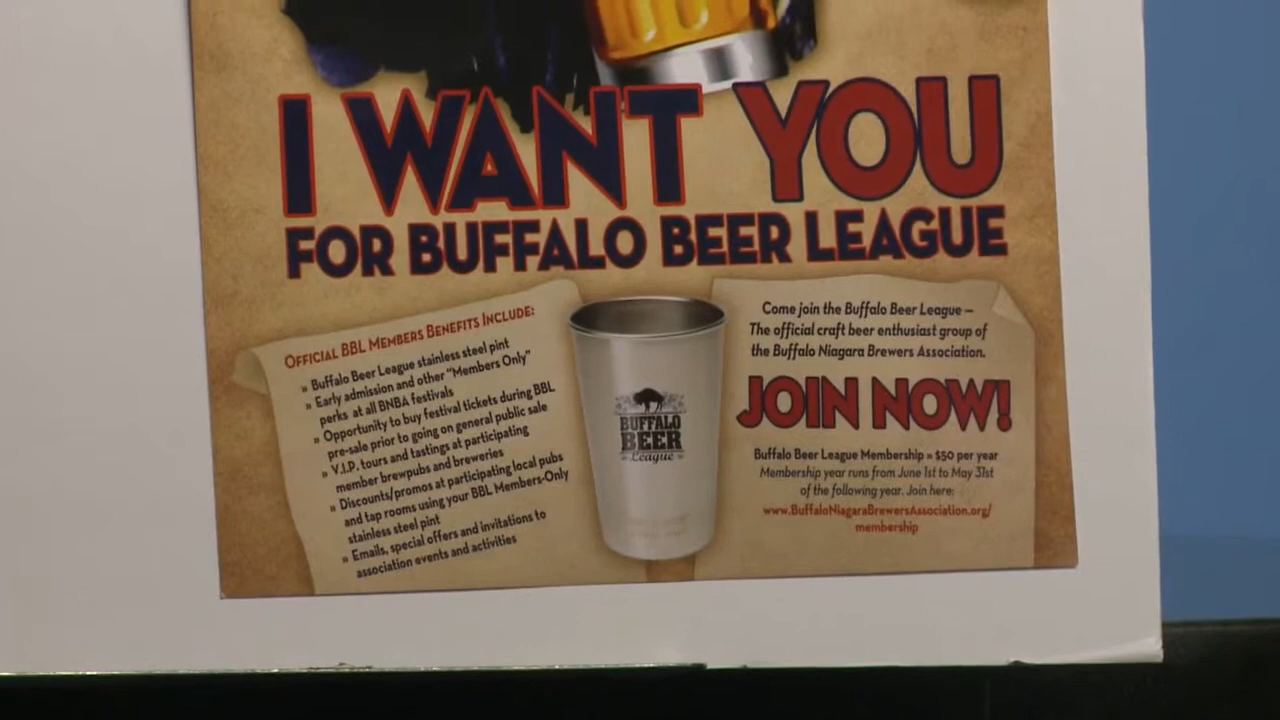 I WANT YOU
FOR BUFFALO BEER LEAGUE
OFFICIAL BBL MEMBERS BENEFITS INCLUDE:
» Buffalo Beer League stainless steel pint
» Early admission and other "Members Only"
perks at all BNBA festivals
» Opportunity to buy festival tickets during BBL
pre-sale prior to going on general public sale
» V.I.P. tours and tastings at participating
member brewpubs and breweries
» Discounts/promos at participating local pubs
and tap rooms using your BBL Members-Only
stainless steel pint
» Emails, special offers and invitations to
association events and activities
BUFFALO
BEER
League
Come join the Buffalo Beer League –
The official craft beer enthusiast group of
the Buffalo Niagara Brewers Association.
JOIN NOW!
Buffalo Beer League Membership » $50 per year
Membership year runs from June 1st to May 31st
of the following year. Join here:
www.BuffaloNiagaraBrewersAssociation.org/
membership